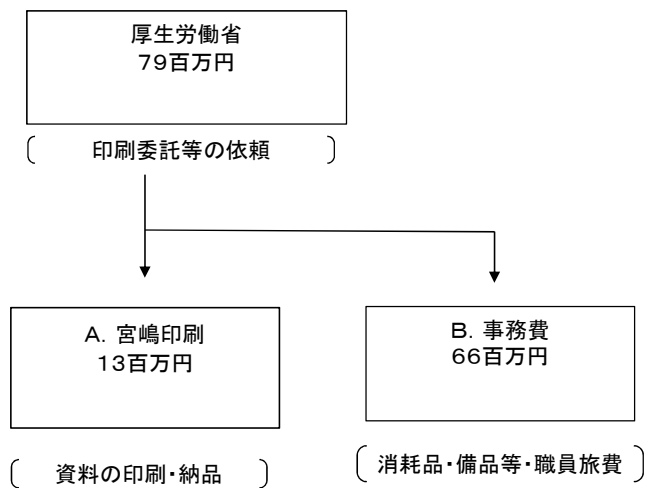 厚生労働省
79百万円
印刷委託等の依頼
A. 宮嶋印刷
13百万円
B. 事務費
66百万円
資料の印刷・納品
消耗品・備品等・職員旅費